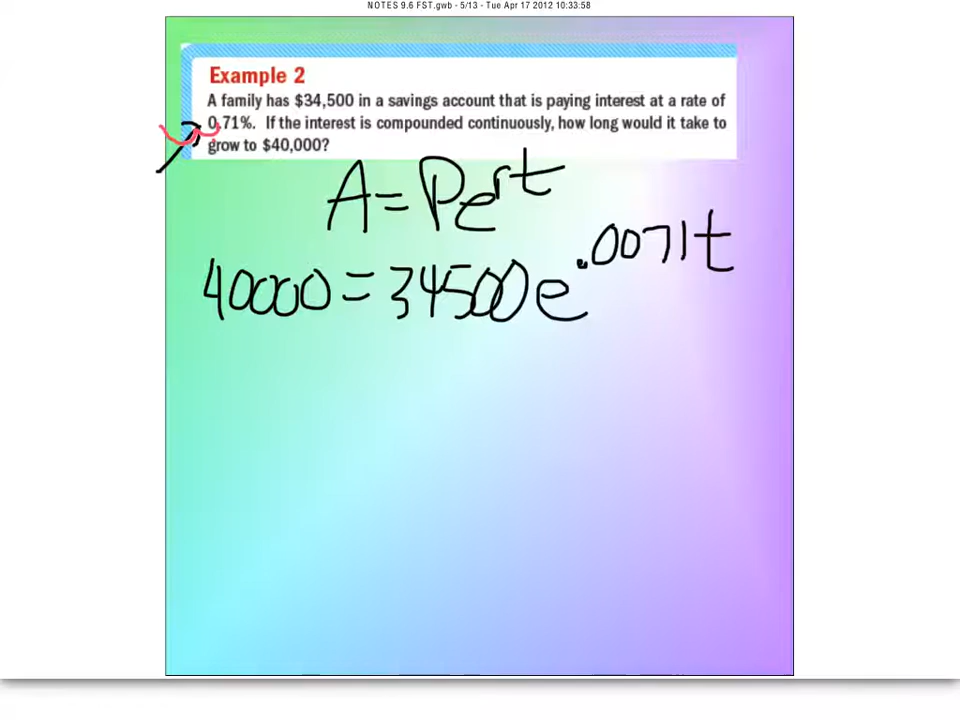 NOTES 9.6 FST.gwb - 5/13 - Tue Apr 17 2012 10:33:58
Example 2
A family has $34,500 in a savings account that is paying interest at a rate of
0.71%. If the interest is compounded continuously, how long would it take to
grow to $40,000?
A = Pe^rt
40000 = 34500e^.0071t